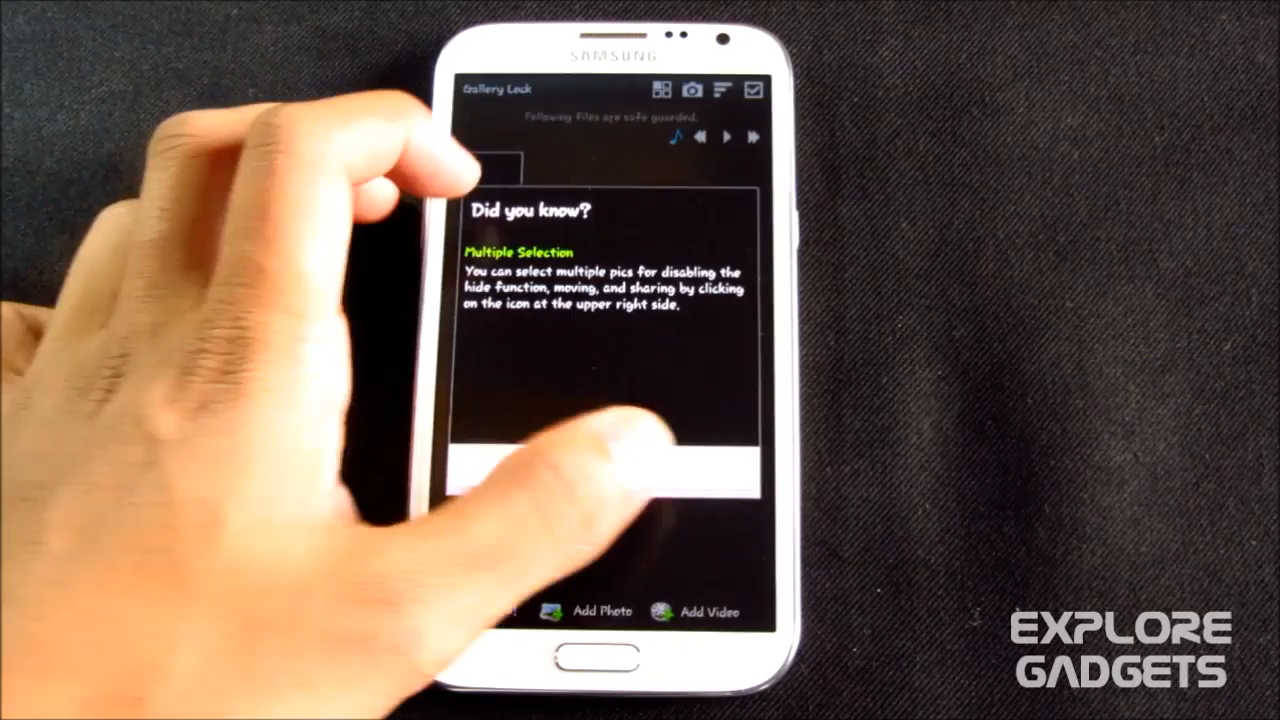 SAMSUNG
Gallery Lock
Following files are safe guarded.
Did you know?
Multiple Selection
You can select multiple pics for disabling the
hide function, moving, and sharing by clicking
on the icon at the upper right side.
Add Photo
Add Video
EXPLORE
GADGETS